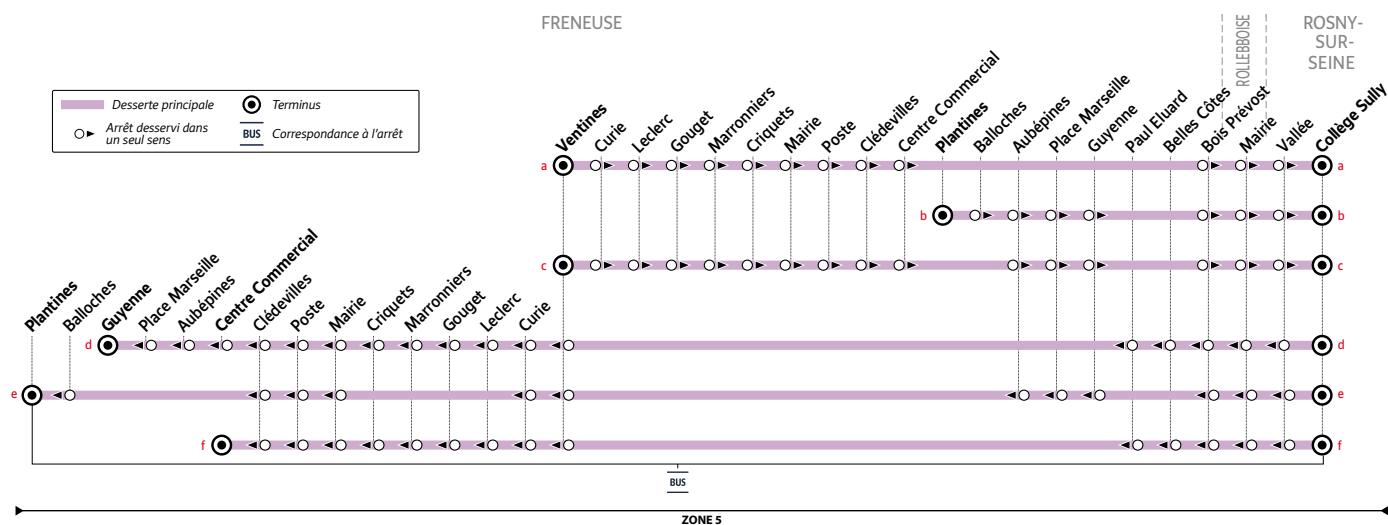 FRENEUSE
ROLLEBOISE
ROSNY-
SUR-
SEINE
Desserte principale
Terminus
Arrêt desservi dans
un seul sens
BUS
Correspondance à l'arrêt
Ventines
Curie
Leclerc
Gouget
Marronniers
Criquets
Mairie
Poste
Clédevilles
Centre Commercial
Plantines
Balloches
Aubépines
Place Marseille
Guyenne
Paul Eluard
Belles Côtes
Bois Prévost
Mairie
Vallée
Collège Sully
a
a
b
b
c
c
Plantines
Balloches
Guyenne
Place Marseille
Aubépines
Centre Commercial
Clédevilles
Poste
Mairie
Criquets
Marronniers
Gouget
Leclerc
Curie
d
d
e
e
f
f
BUS
ZONE 5